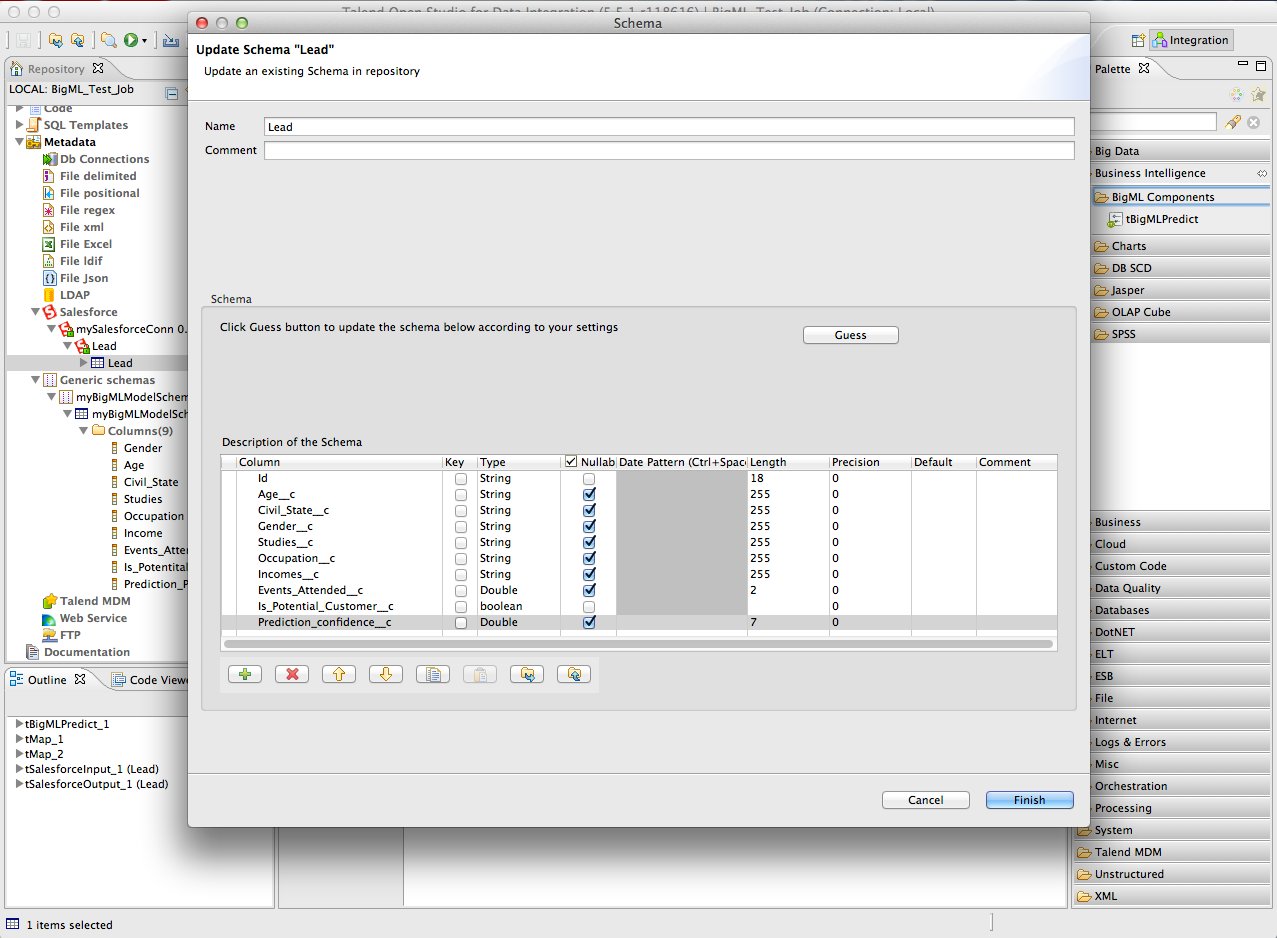 Talend Open Studio for Data Integration (5.5.1.r118616) | BigML_Test_Job (Connection: Local)
Schema
Integration
Update Schema "Lead"
Update an existing Schema in repository
Repository
LOCAL: BigML_Test_Job
Code
SQL Templates
Metadata
Db Connections
File delimited
File positional
File regex
File xml
File Excel
File ldif
File Json
LDAP
Salesforce
mySalesforceConn 0.
Lead
Lead
Generic schemas
myBigMLModelSchem
myBigMLModelSch
Columns(9)
Gender
Age
Civil_State
Studies
Occupation
Income
Events_Atten
Is_Potentital
Prediction_P
Talend MDM
Web Service
FTP
Documentation
Outline
Code Viewe
tBigMLPredict_1
tMap_1
tMap_2
tSalesforceInput_1 (Lead)
tSalesforceOutput_1 (Lead)
1 items selected
Name Lead
Comment
Schema
Click Guess button to update the schema below according to your settings
Guess
Description of the Schema
Column Key Type Nullab Date Pattern (Ctrl+Space Length Precision Default Comment
Id String 18 0
Age__c String 255 0
Civil_State__c String 255 0
Gender__c String 255 0
Studies__c String 255 0
Occupation__c String 255 0
Incomes__c String 255 0
Events_Attended__c Double 2 0
Is_Potential_Customer__c boolean 0
Prediction_confidence__c Double 7 0
Cancel
Finish
Palette
Big Data
Business Intelligence
BigML Components
tBigMLPredict
Charts
DB SCD
Jasper
OLAP Cube
SPSS
Business
Cloud
Custom Code
Data Quality
Databases
DotNET
ELT
ESB
File
Internet
Logs & Errors
Misc
Orchestration
Processing
System
Talend MDM
Unstructured
XML